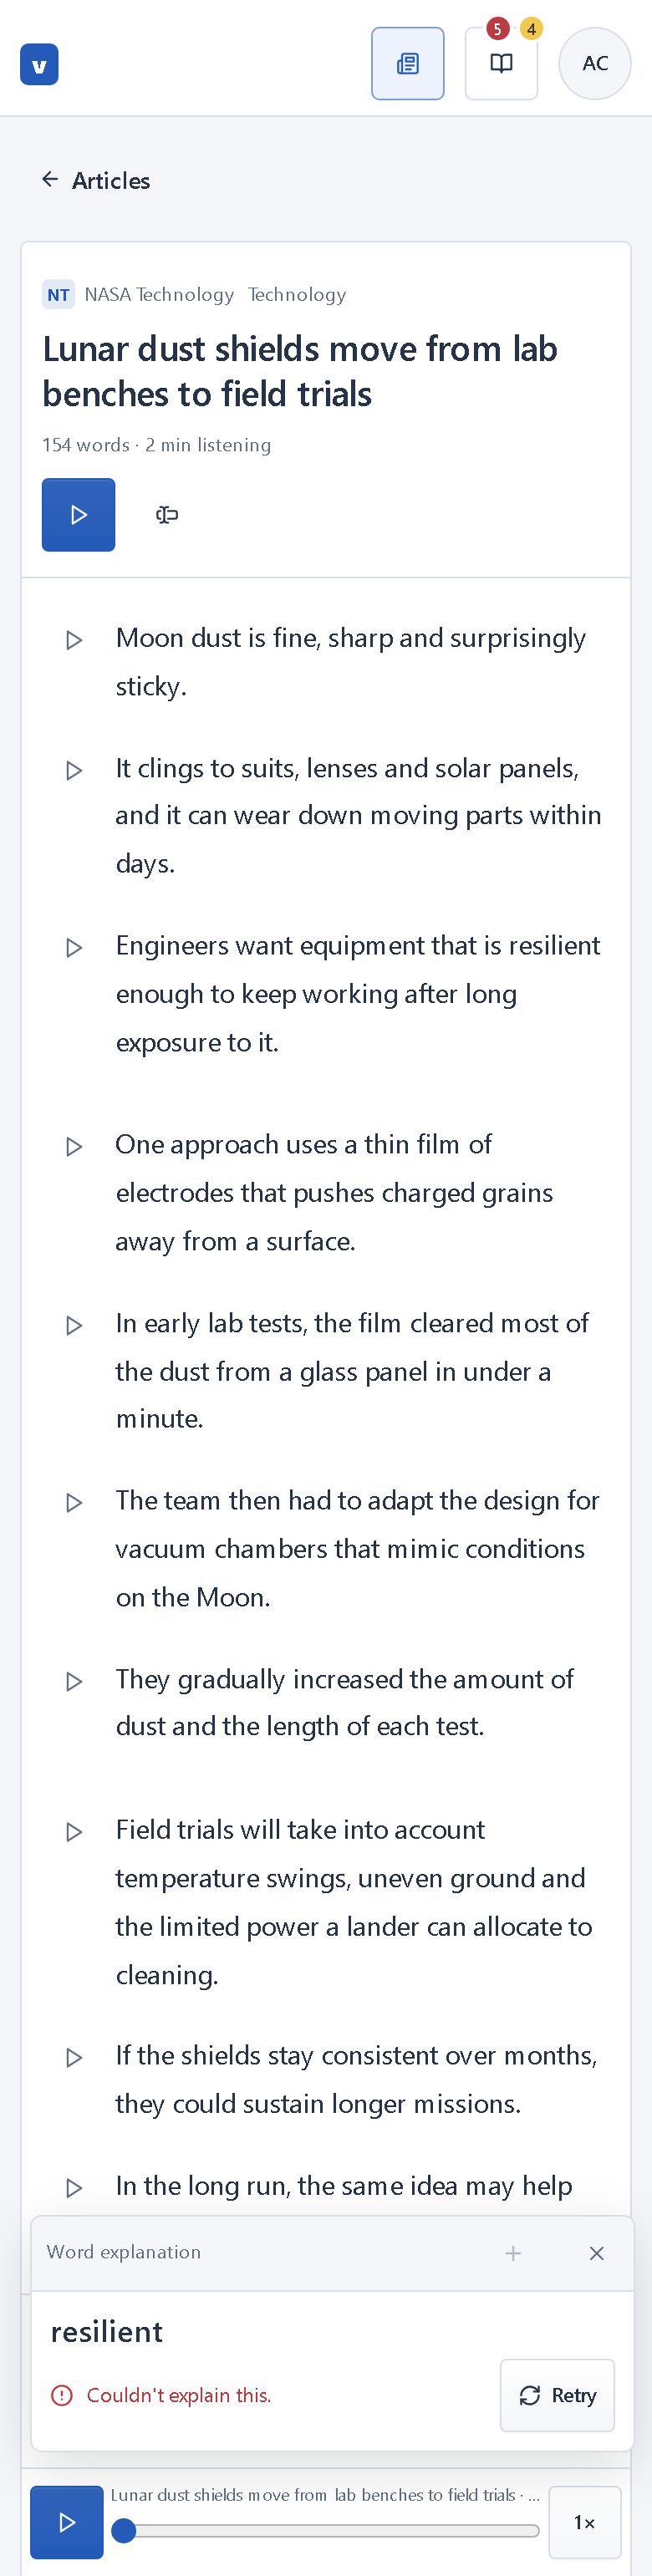 v
5 4
AC
Articles
NT NASA Technology Technology
Lunar dust shields move from lab
benches to field trials
154 words · 2 min listening
Moon dust is fine, sharp and surprisingly
sticky.
It clings to suits, lenses and solar panels,
and it can wear down moving parts within
days.
Engineers want equipment that is resilient
enough to keep working after long
exposure to it.
One approach uses a thin film of
electrodes that pushes charged grains
away from a surface.
In early lab tests, the film cleared most of
the dust from a glass panel in under a
minute.
The team then had to adapt the design for
vacuum chambers that mimic conditions
on the Moon.
They gradually increased the amount of
dust and the length of each test.
Field trials will take into account
temperature swings, uneven ground and
the limited power a lander can allocate to
cleaning.
If the shields stay consistent over months,
they could sustain longer missions.
In the long run, the same idea may help
Word explanation
resilient
Couldn't explain this.
Retry
Lunar dust shields move from lab benches to field trials · ...
1×